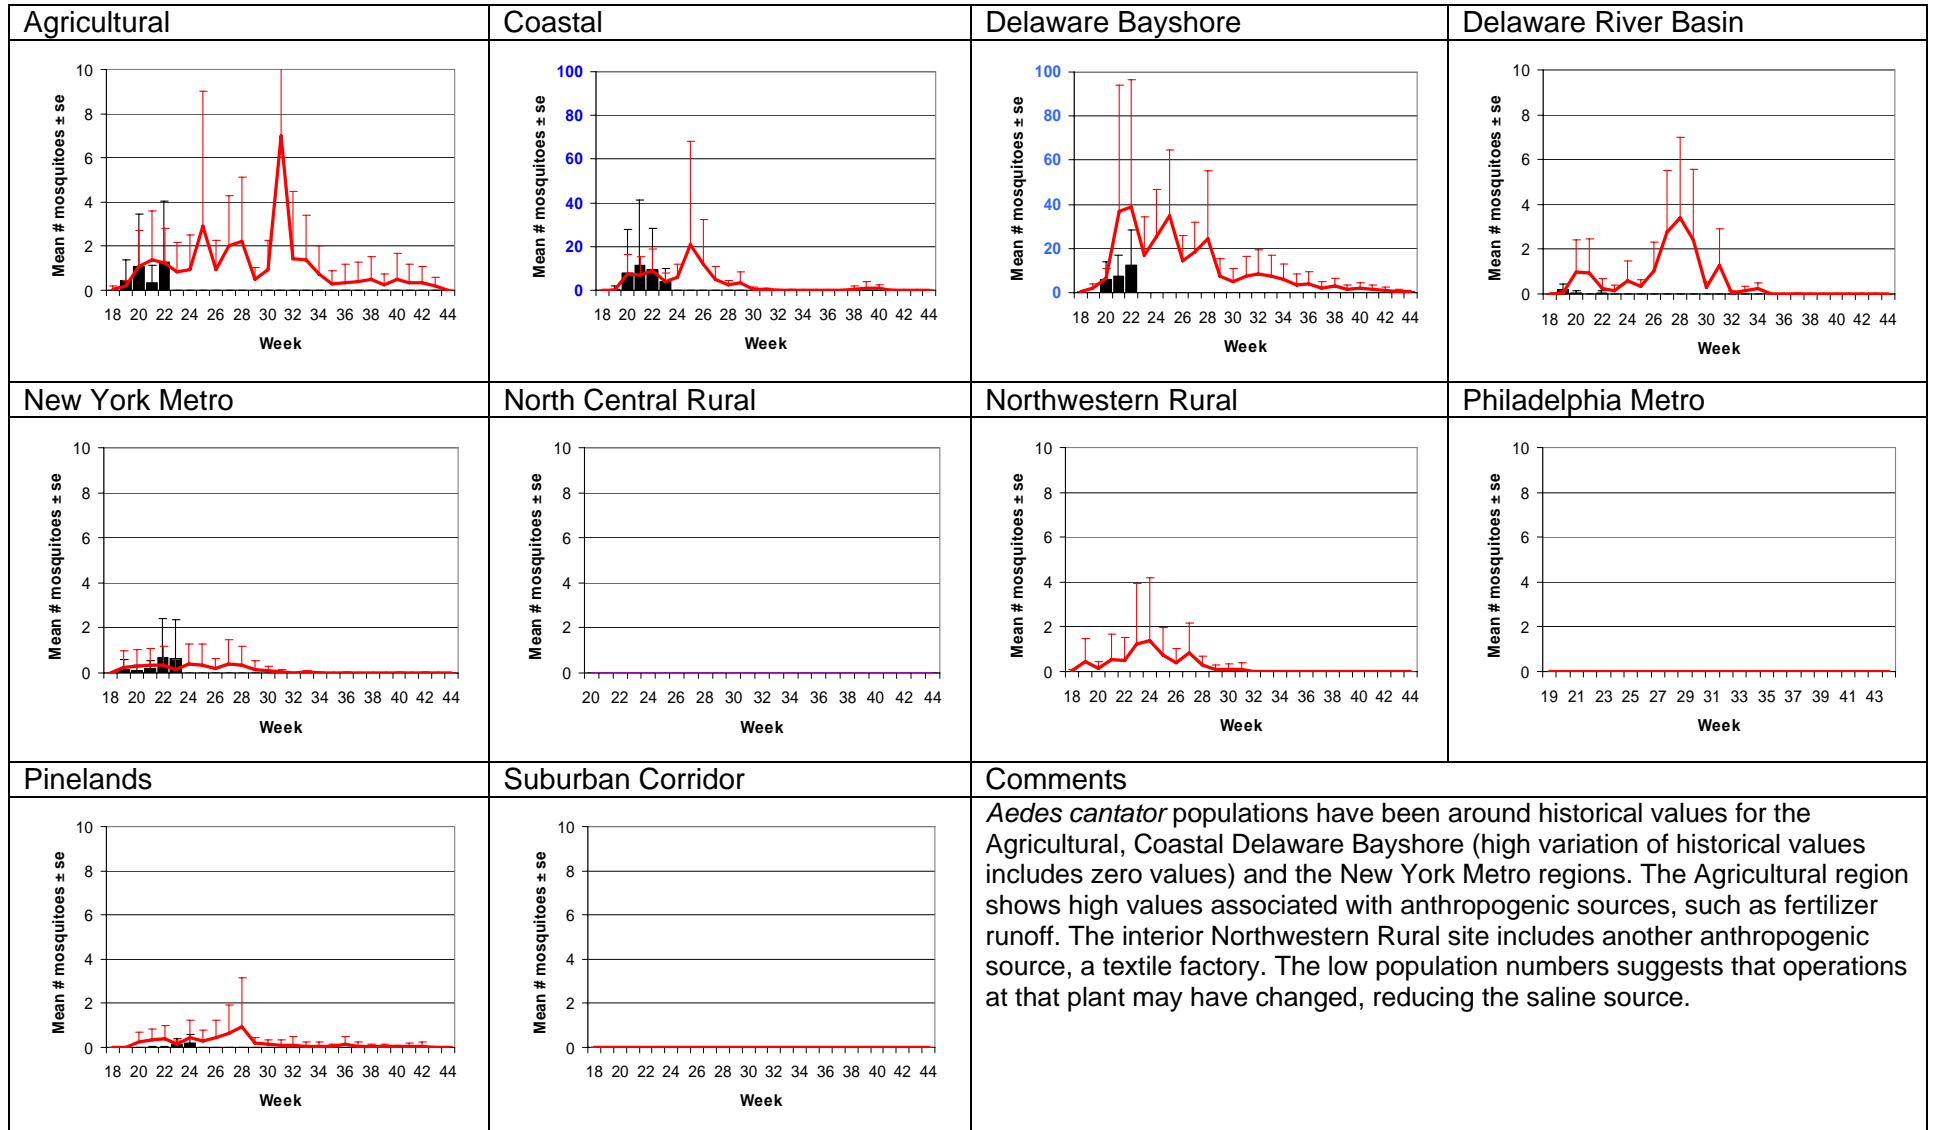 Agricultural
Coastal
Delaware Bayshore
Delaware River Basin
Mean # mosquitoes ± se
10
8
6
4
2
0
18 20 22 24 26 28 30 32 34 36 38 40 42 44
Week
Mean # mosquitoes ± se
100
80
60
40
20
0
18 20 22 24 26 28 30 32 34 36 38 40 42 44
Week
Mean # mosquitoes ± se
100
80
60
40
20
0
18 20 22 24 26 28 30 32 34 36 38 40 42 44
Week
Mean # mosquitoes ± se
10
8
6
4
2
0
18 20 22 24 26 28 30 32 34 36 38 40 42 44
Week
New York Metro
North Central Rural
Northwestern Rural
Philadelphia Metro
Mean # mosquitoes ± se
10
8
6
4
2
0
18 20 22 24 26 28 30 32 34 36 38 40 42 44
Week
Mean # mosquitoes ± se
10
8
6
4
2
0
20 22 24 26 28 30 32 34 36 38 40 42 44
Week
Mean # mosquitoes ± se
10
8
6
4
2
0
18 20 22 24 26 28 30 32 34 36 38 40 42 44
Week
Mean # mosquitoes ± se
10
8
6
4
2
0
19 21 23 25 27 29 31 33 35 37 39 41 43
Week
Pinelands
Suburban Corridor
Comments
Mean # mosquitoes ± se
10
8
6
4
2
0
18 20 22 24 26 28 30 32 34 36 38 40 42 44
Week
Mean # mosquitoes ± se
10
8
6
4
2
0
18 20 22 24 26 28 30 32 34 36 38 40 42 44
Week
Aedes cantator populations have been around historical values for the
Agricultural, Coastal Delaware Bayshore (high variation of historical values
includes zero values) and the New York Metro regions. The Agricultural region
shows high values associated with anthropogenic sources, such as fertilizer
runoff. The interior Northwestern Rural site includes another anthropogenic
source, a textile factory. The low population numbers suggests that operations
at that plant may have changed, reducing the saline source.